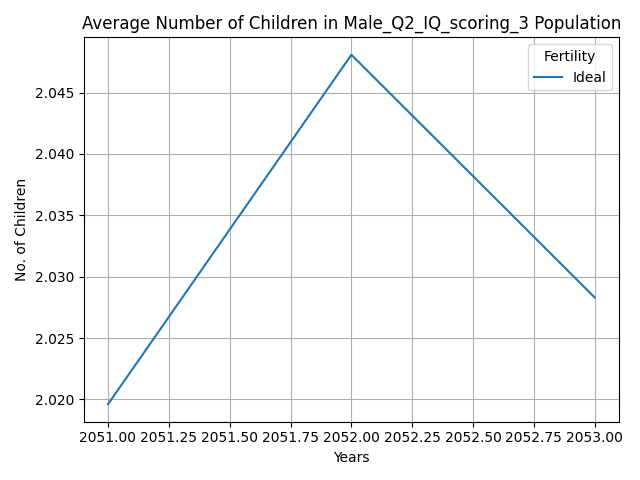 Average Number of Children in Male_Q2_IQ_scoring_3 Population
Fertility
Ideal
No. of Children
2.045
2.040
2.035
2.030
2.025
2.020
2051.00 2051.25 2051.50 2051.75 2052.00 2052.25 2052.50 2052.75 2053.00
Years